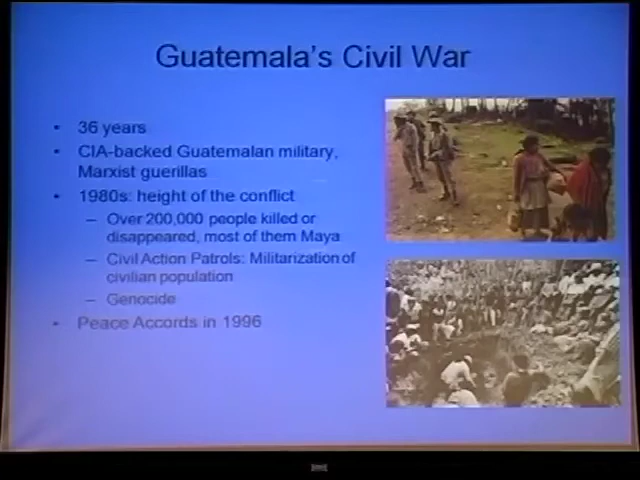 Guatemala's Civil War
• 36 years
• CIA-backed Guatemalan military,
Marxist guerillas
• 1980s: height of the conflict
– Over 200,000 people killed or
disappeared, most of them Maya
– Civil Action Patrols: Militarization of
civilian population
– Genocide
• Peace Accords in 1996